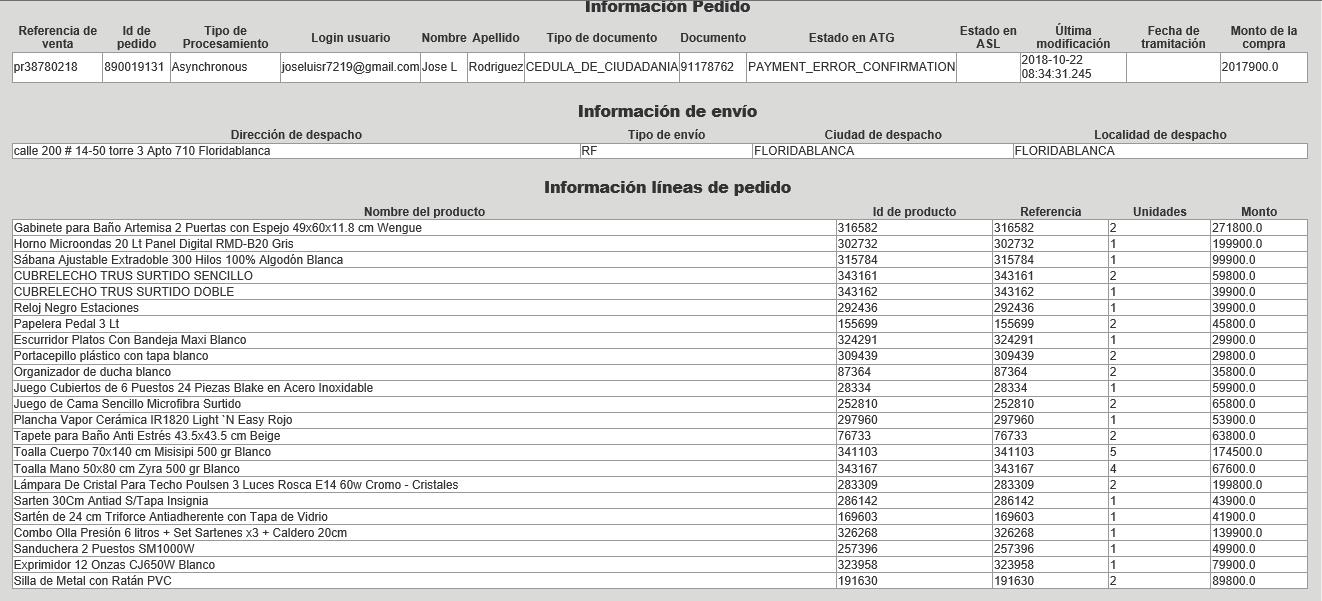 Información Pedido
Referencia de venta Id de pedido Tipo de Procesamiento Login usuario Nombre Apellido Tipo de documento Documento Estado en ATG Estado en ASL Última modificación Fecha de tramitación Monto de la compra
pr38780218 890019131 Asynchronous joseluisr7219@gmail.com Jose L Rodriguez CEDULA_DE_CIUDADANIA 91178762 PAYMENT_ERROR_CONFIRMATION 2018-10-22 08:34:31.245 2017900.0
Información de envío
Dirección de despacho Tipo de envío Ciudad de despacho Localidad de despacho
calle 200 # 14-50 torre 3 Apto 710 Floridablanca RF FLORIDABLANCA FLORIDABLANCA
Información líneas de pedido
Nombre del producto Id de producto Referencia Unidades Monto
Gabinete para Baño Artemisa 2 Puertas con Espejo 49x60x11.8 cm Wengue 316582 316582 2 271800.0
Horno Microondas 20 Lt Panel Digital RMD-B20 Gris 302732 302732 1 199900.0
Sábana Ajustable Extradoble 300 Hilos 100% Algodón Blanca 315784 315784 1 99900.0
CUBRELECHO TRUS SURTIDO SENCILLO 343161 343161 2 59800.0
CUBRELECHO TRUS SURTIDO DOBLE 343162 343162 1 39900.0
Reloj Negro Estaciones 292436 292436 1 39900.0
Papelera Pedal 3 Lt 155699 155699 2 45800.0
Escurridor Platos Con Bandeja Maxi Blanco 324291 324291 1 29900.0
Portacepillo plástico con tapa blanco 309439 309439 2 29800.0
Organizador de ducha blanco 87364 87364 2 35800.0
Juego Cubiertos de 6 Puestos 24 Piezas Blake en Acero Inoxidable 28334 28334 1 59900.0
Juego de Cama Sencillo Microfibra Surtido 252810 252810 2 65800.0
Plancha Vapor Cerámica IR1820 Light `N Easy Rojo 297960 297960 1 53900.0
Tapete para Baño Anti Estrés 43.5x43.5 cm Beige 76733 76733 2 63800.0
Toalla Cuerpo 70x140 cm Misisipi 500 gr Blanco 341103 341103 5 174500.0
Toalla Mano 50x80 cm Zyra 500 gr Blanco 343167 343167 4 67600.0
Lámpara De Cristal Para Techo Poulsen 3 Luces Rosca E14 60w Cromo - Cristales 283309 283309 2 199800.0
Sarten 30Cm Antiad S/Tapa Insignia 286142 286142 1 43900.0
Sartén de 24 cm Triforce Antiadherente con Tapa de Vidrio 169603 169603 1 41900.0
Combo Olla Presión 6 litros + Set Sartenes x3 + Caldero 20cm 326268 326268 1 139900.0
Sanduchera 2 Puestos SM1000W 257396 257396 1 49900.0
Exprimidor 12 Onzas CJ650W Blanco 323958 323958 1 79900.0
Silla de Metal con Ratán PVC 191630 191630 2 89800.0